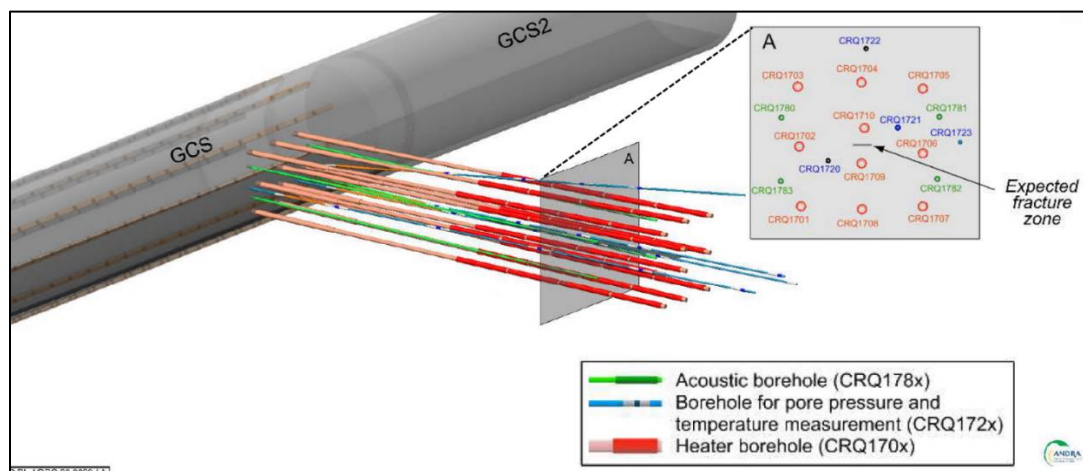 GCS2
GCS
A
A
CRQ1722
CRQ1703
CRQ1704
CRQ1705
CRQ1780
CRQ1781
CRQ1710
CRQ1721
CRQ1723
CRQ1702
CRQ1706
CRQ1720
CRQ1709
CRQ1783
CRQ1782
CRQ1701
CRQ1708
CRQ1707
Expected
fracture
zone
Acoustic borehole (CRQ178x)
Borehole for pore pressure and
temperature measurement (CRQ172x)
Heater borehole (CRQ170x)
ANDRA